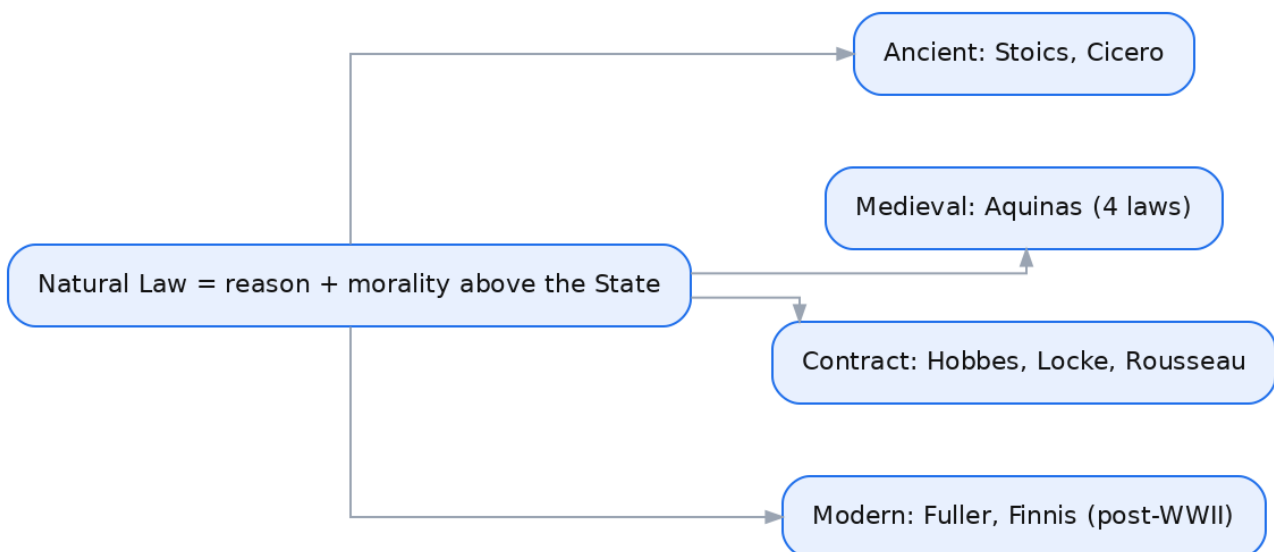 Ancient: Stoics, Cicero
Medieval: Aquinas (4 laws)
Natural Law = reason + morality above the State
Contract: Hobbes, Locke, Rousseau
Modern: Fuller, Finnis (post-WWII)